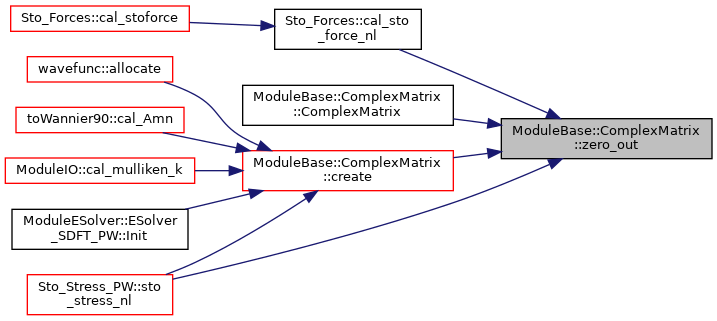 Sto_Forces::cal_stoforce
Sto_Forces::cal_sto
_force_nl
wavefunc::allocate
ModuleBase::ComplexMatrix
::ComplexMatrix
toWannier90::cal_Amn
ModuleBase::ComplexMatrix
::zero_out
ModuleIO::cal_mulliken_k
ModuleBase::ComplexMatrix
::create
ModuleESolver::ESolver
_SDFT_PW::Init
Sto_Stress_PW::sto
_stress_nl